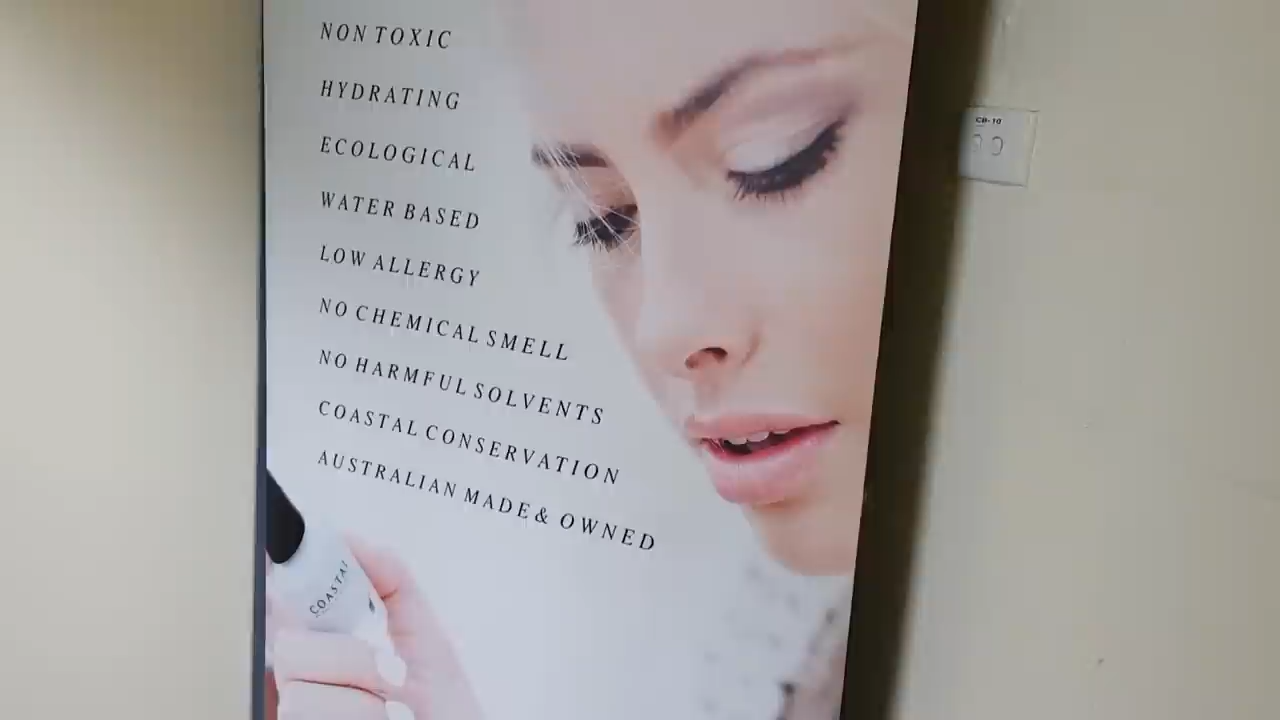 NON TOXIC
HYDRATING
ECOLOGICAL
WATER BASED
LOW ALLERGY
NO CHEMICAL SMELL
NO HARMFUL SOLVENTS
COASTAL CONSERVATION
AUSTRALIAN MADE & OWNED
COASTAL
CB-10